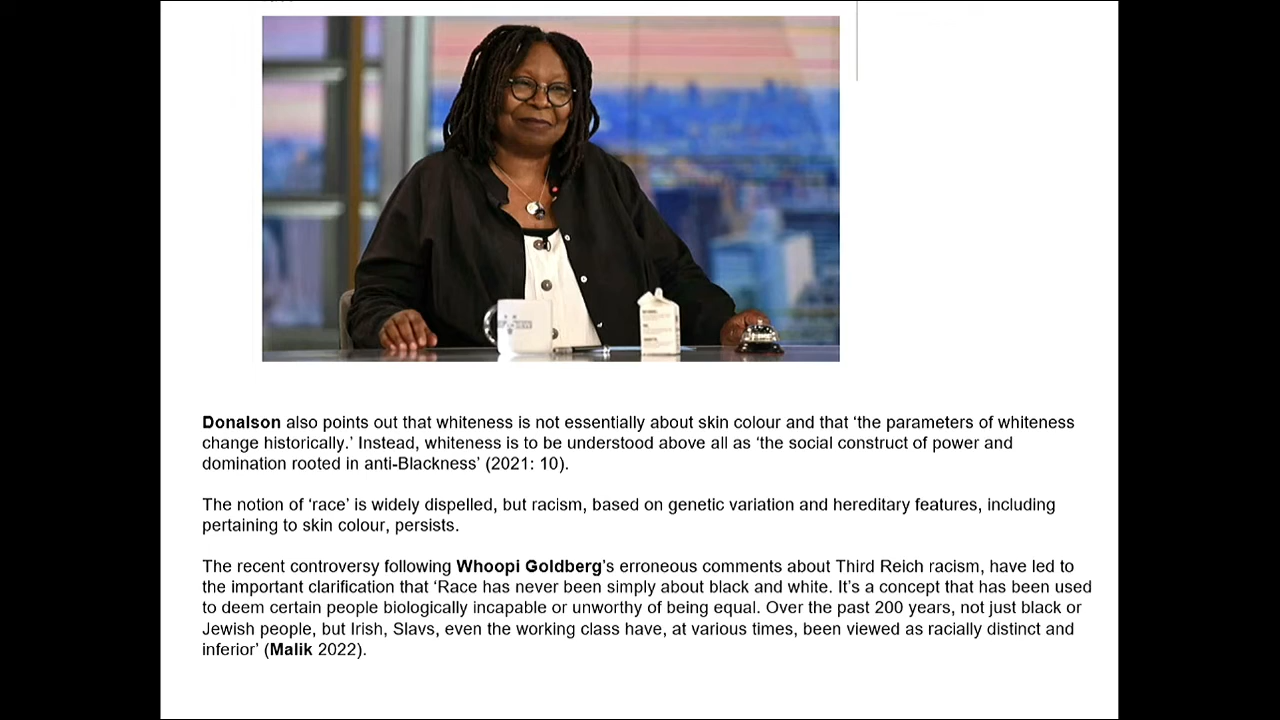 Donalson also points out that whiteness is not essentially about skin colour and that ‘the parameters of whiteness
change historically.’ Instead, whiteness is to be understood above all as ‘the social construct of power and
domination rooted in anti-Blackness’ (2021: 10).
The notion of ‘race’ is widely dispelled, but racism, based on genetic variation and hereditary features, including
pertaining to skin colour, persists.
The recent controversy following Whoopi Goldberg’s erroneous comments about Third Reich racism, have led to
the important clarification that ‘Race has never been simply about black and white. It’s a concept that has been used
to deem certain people biologically incapable or unworthy of being equal. Over the past 200 years, not just black or
Jewish people, but Irish, Slavs, even the working class have, at various times, been viewed as racially distinct and
inferior’ (Malik 2022).